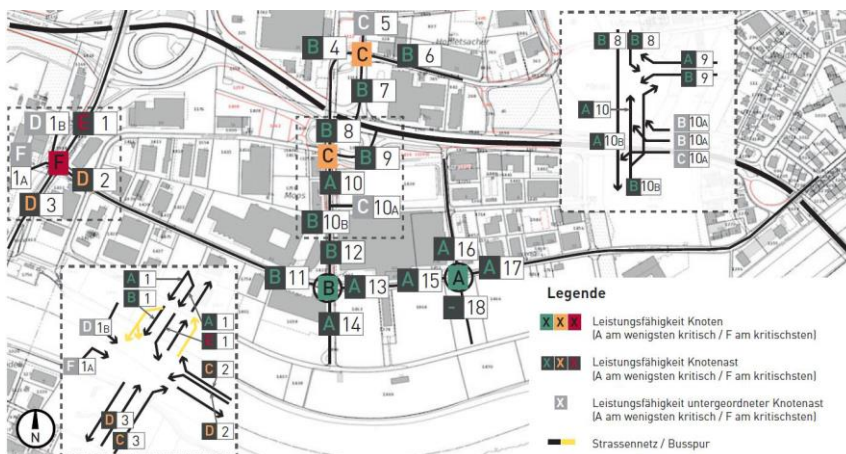 C 5
B 4
C
B 6
B 7
Hertletsacher
B 8
C
B 9
A 10
C 10A
B 10B
B 12
B 11
B
A 13
A 14
A 15
A 16
A
A 17
- 18
D 1B
1
F
1A
F
D 2
D 3
Moos
A 1
B 1
D 1B
A 1
1
F 1A
C 2
D 3
C 3
D 2
N
B 8 B 8
A 9
B 9
A 10
B 10A
B 10A
A 10B
C 10A
B 10B
Legende
X X X Leistungsfähigkeit Knoten
(A am wenigsten kritisch / F am kritischsten)
X X X Leistungsfähigkeit Knotenast
(A am wenigsten kritisch / F am kritischsten)
X Leistungsfähigkeit untergeordneter Knotenast
(A am wenigsten kritisch / F am kritischsten)
Strassennetz / Busspur